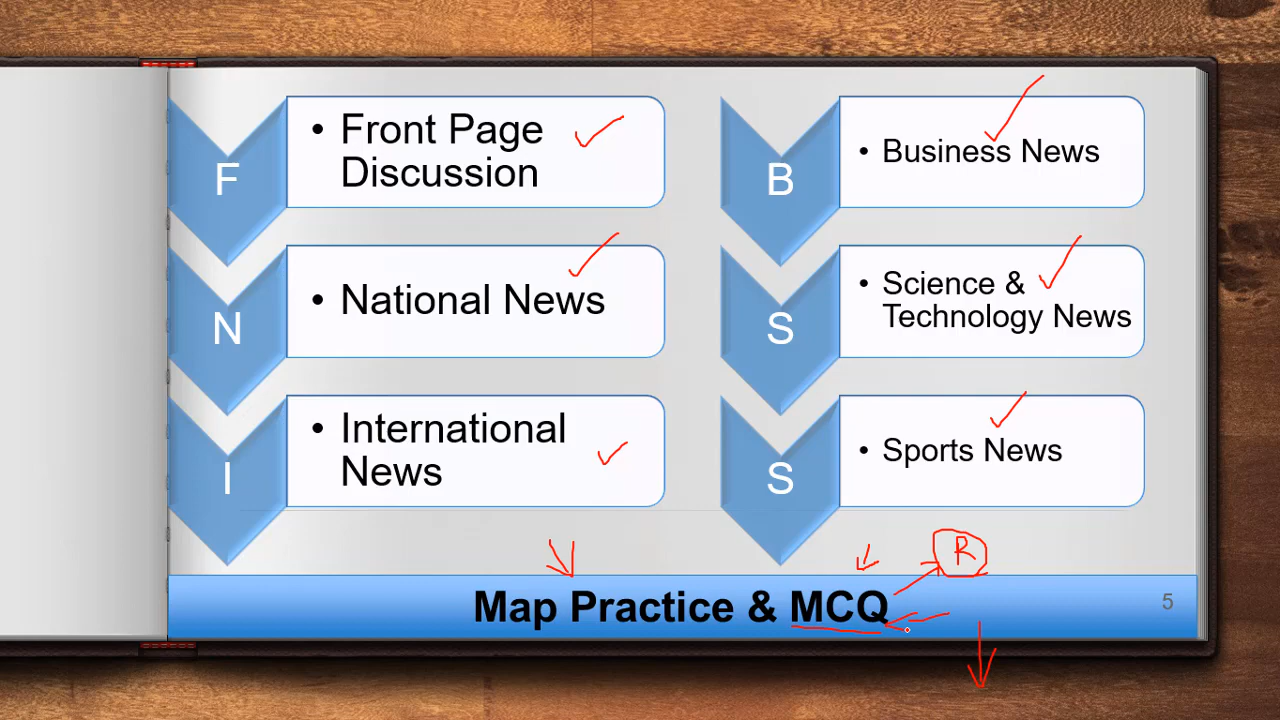 F
• Front Page
Discussion
N
• National News
I
• International
News
B
• Business News
S
• Science &
Technology News
S
• Sports News
R
Map Practice & MCQ
5